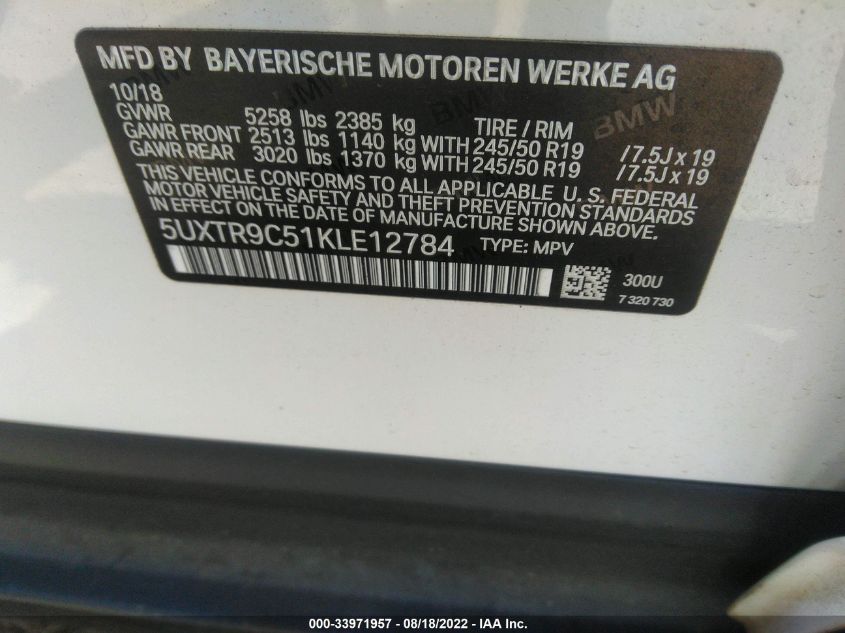 MFD BY BAYERISCHE MOTOREN WERKE AG
10/18
GVWR 5258 lbs 2385 kg TIRE / RIM
GAWR FRONT 2513 lbs 1140 kg WITH 245/50 R19 /7.5J x 19
GAWR REAR 3020 lbs 1370 kg WITH 245/50 R19 /7.5J x 19
THIS VEHICLE CONFORMS TO ALL APPLICABLE U. S. FEDERAL
MOTOR VEHICLE SAFETY AND THEFT PREVENTION STANDARDS
IN EFFECT ON THE DATE OF MANUFACTURE SHOWN ABOVE.
5UXTR9C51KLE12784 TYPE: MPV
300U
7 320 730
BMW
000-33971957 - 08/18/2022 - IAA Inc.